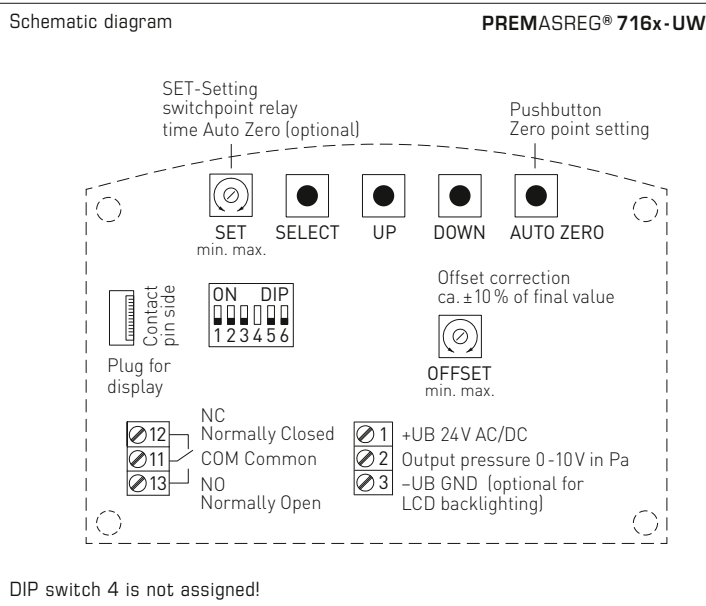 Schematic diagram
PREMASREG® 716x-UW
SET-Setting
switchpoint relay
time Auto Zero (optional)
Pushbutton
Zero point setting
SET
min. max.
SELECT
UP
DOWN
AUTO ZERO
Contact
pin side
Plug for
display
ON DIP
1 2 3 4 5 6
Offset correction
ca. ±10 % of final value
OFFSET
min. max.
12
11
13
NC
Normally Closed
COM Common
NO
Normally Open
1 +UB 24V AC/DC
2 Output pressure 0-10V in Pa
3 –UB GND (optional for
LCD backlighting)
DIP switch 4 is not assigned!